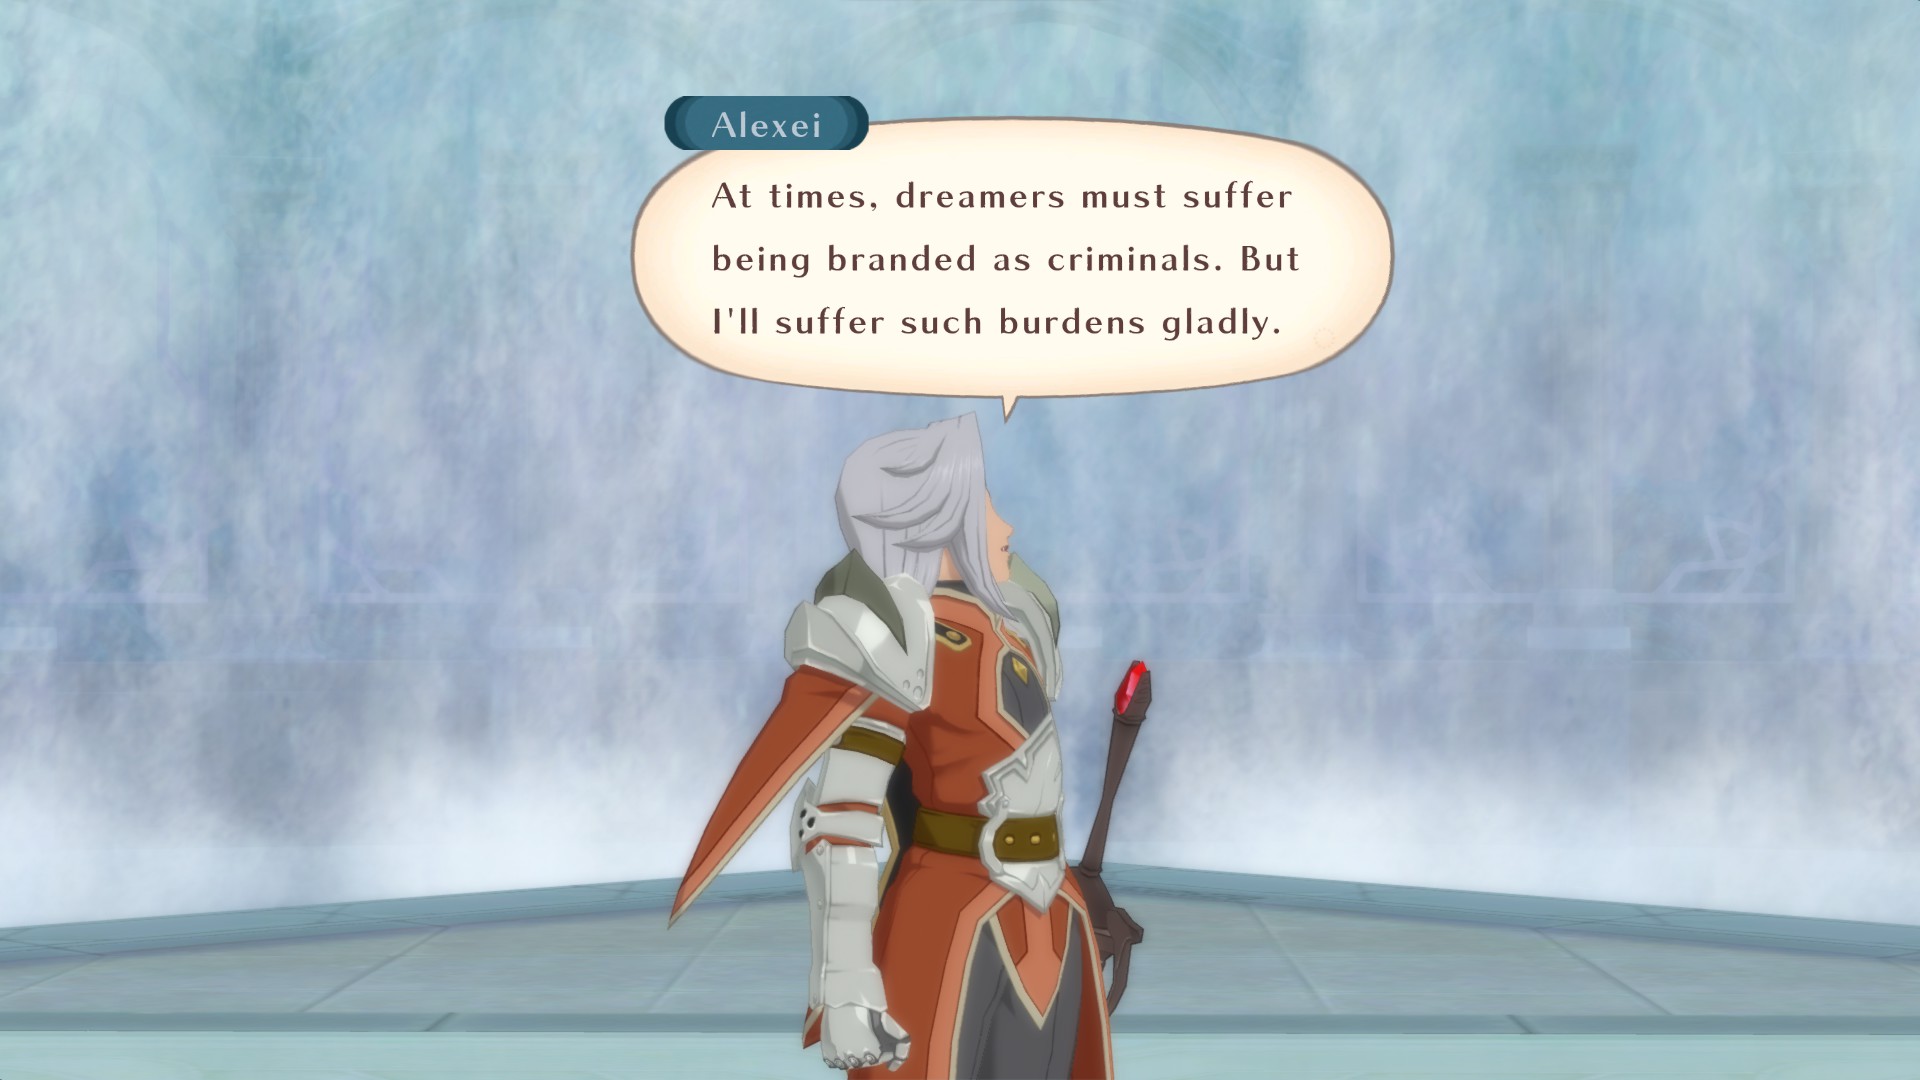 Alexei
At times, dreamers must suffer
being branded as criminals. But
I'll suffer such burdens gladly.